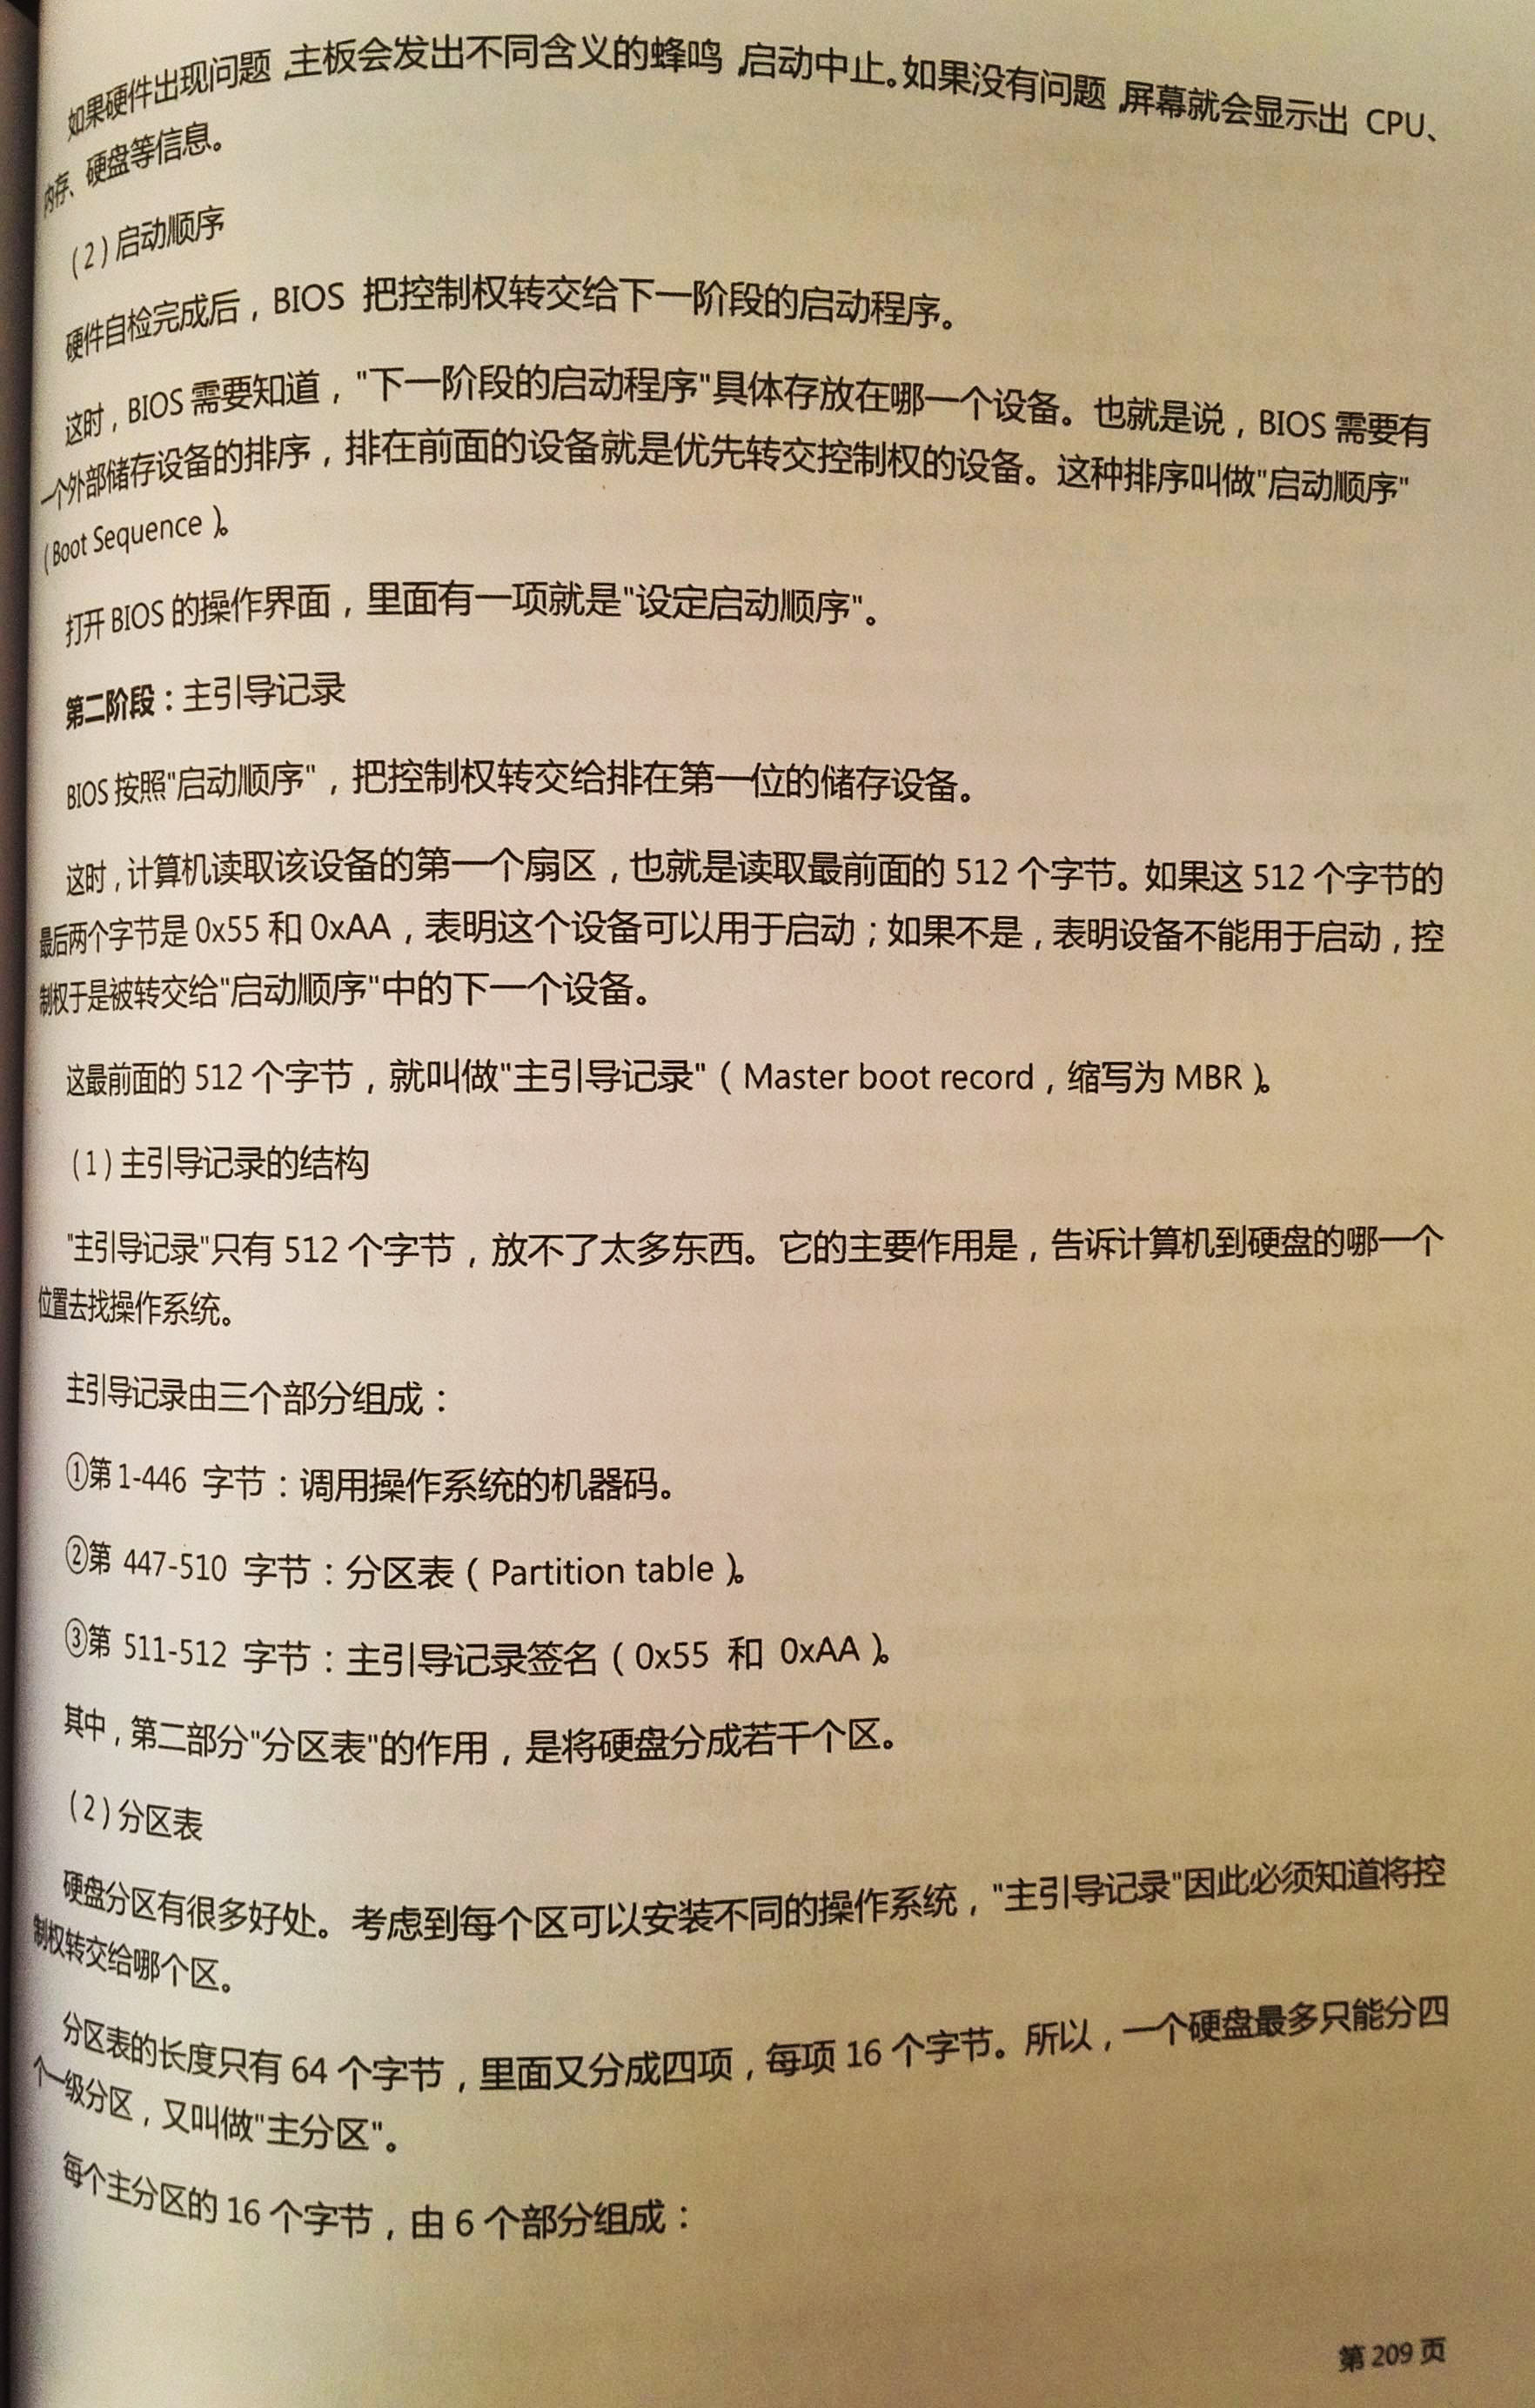 如果硬件出现问题，主板会发出不同含义的蜂鸣，启动中止。如果没有问题，屏幕就会显示出 CPU、
内存、硬盘等信息。
（2）启动顺序
硬件自检完成后，BIOS 把控制权转交给下一阶段的启动程序。
这时，BIOS 需要知道，"下一阶段的启动程序"具体存放在哪一个设备。也就是说，BIOS 需要有
一个外部储存设备的排序，排在前面的设备就是优先转交控制权的设备。这种排序叫做"启动顺序"
（Boot Sequence）。
打开 BIOS 的操作界面，里面有一项就是"设定启动顺序"。
第二阶段：主引导记录
BIOS 按照"启动顺序"，把控制权转交给排在第一位的储存设备。
这时，计算机读取该设备的第一个扇区，也就是读取最前面的 512 个字节。如果这 512 个字节的
最后两个字节是 0x55 和 0xAA，表明这个设备可以用于启动；如果不是，表明设备不能用于启动，控
制权于是被转交给"启动顺序"中的下一个设备。
这最前面的 512 个字节，就叫做"主引导记录"（Master boot record，缩写为 MBR）。
（1）主引导记录的结构
"主引导记录"只有 512 个字节，放不了太多东西。它的主要作用是，告诉计算机到硬盘的哪一个
位置去找操作系统。
主引导记录由三个部分组成：
①第 1-446 字节：调用操作系统的机器码。
②第 447-510 字节：分区表（Partition table）。
③第 511-512 字节：主引导记录签名（0x55 和 0xAA）。
其中，第二部分"分区表"的作用，是将硬盘分成若干个区。
（2）分区表
硬盘分区有很多好处。考虑到每个区可以安装不同的操作系统，"主引导记录"因此必须知道将控
制权转交给哪个区。
分区表的长度只有 64 个字节，里面又分成四项，每项 16 个字节。所以，一个硬盘最多只能分四
个一级分区，又叫做"主分区"。
每个主分区的 16 个字节，由 6 个部分组成：
第 209 页